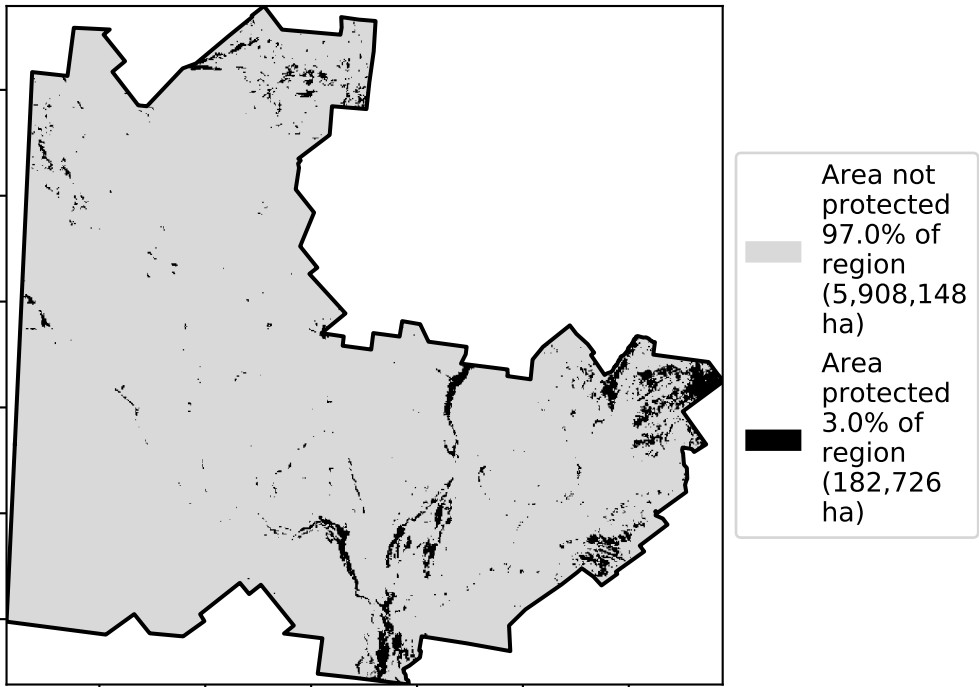 Area not
protected
97.0% of
region
(5,908,148
ha)
Area
protected
3.0% of
region
(182,726
ha)